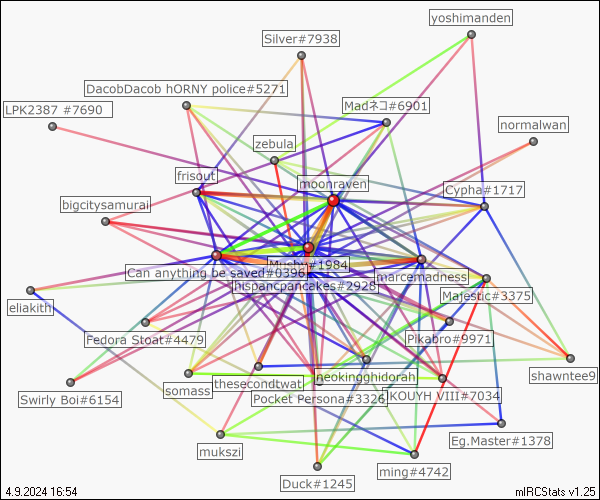 yoshimanden
Silver#7938
DacobDacob hORNY police#5271
Madネコ#6901
LPK2387 #7690
normalwan
zebula
frisout
moonraven
Cypha#1717
bigcitysamurai
Musby#1984
Can anything be saved#0396
marcemadness
hispancpancakes#2928
Majestic#3375
eliakith
Fedora Stoat#4479
Pikabro#9971
shawntee9
neokingghidorah
somass
thesecondtwat
Swirly Boi#6154
Pocket Persona#3326
KOUYH VIII#7034
mukszi
Eg.Master#1378
Duck#1245
ming#4742
4.9.2024 16:54
mIRCStats v1.25